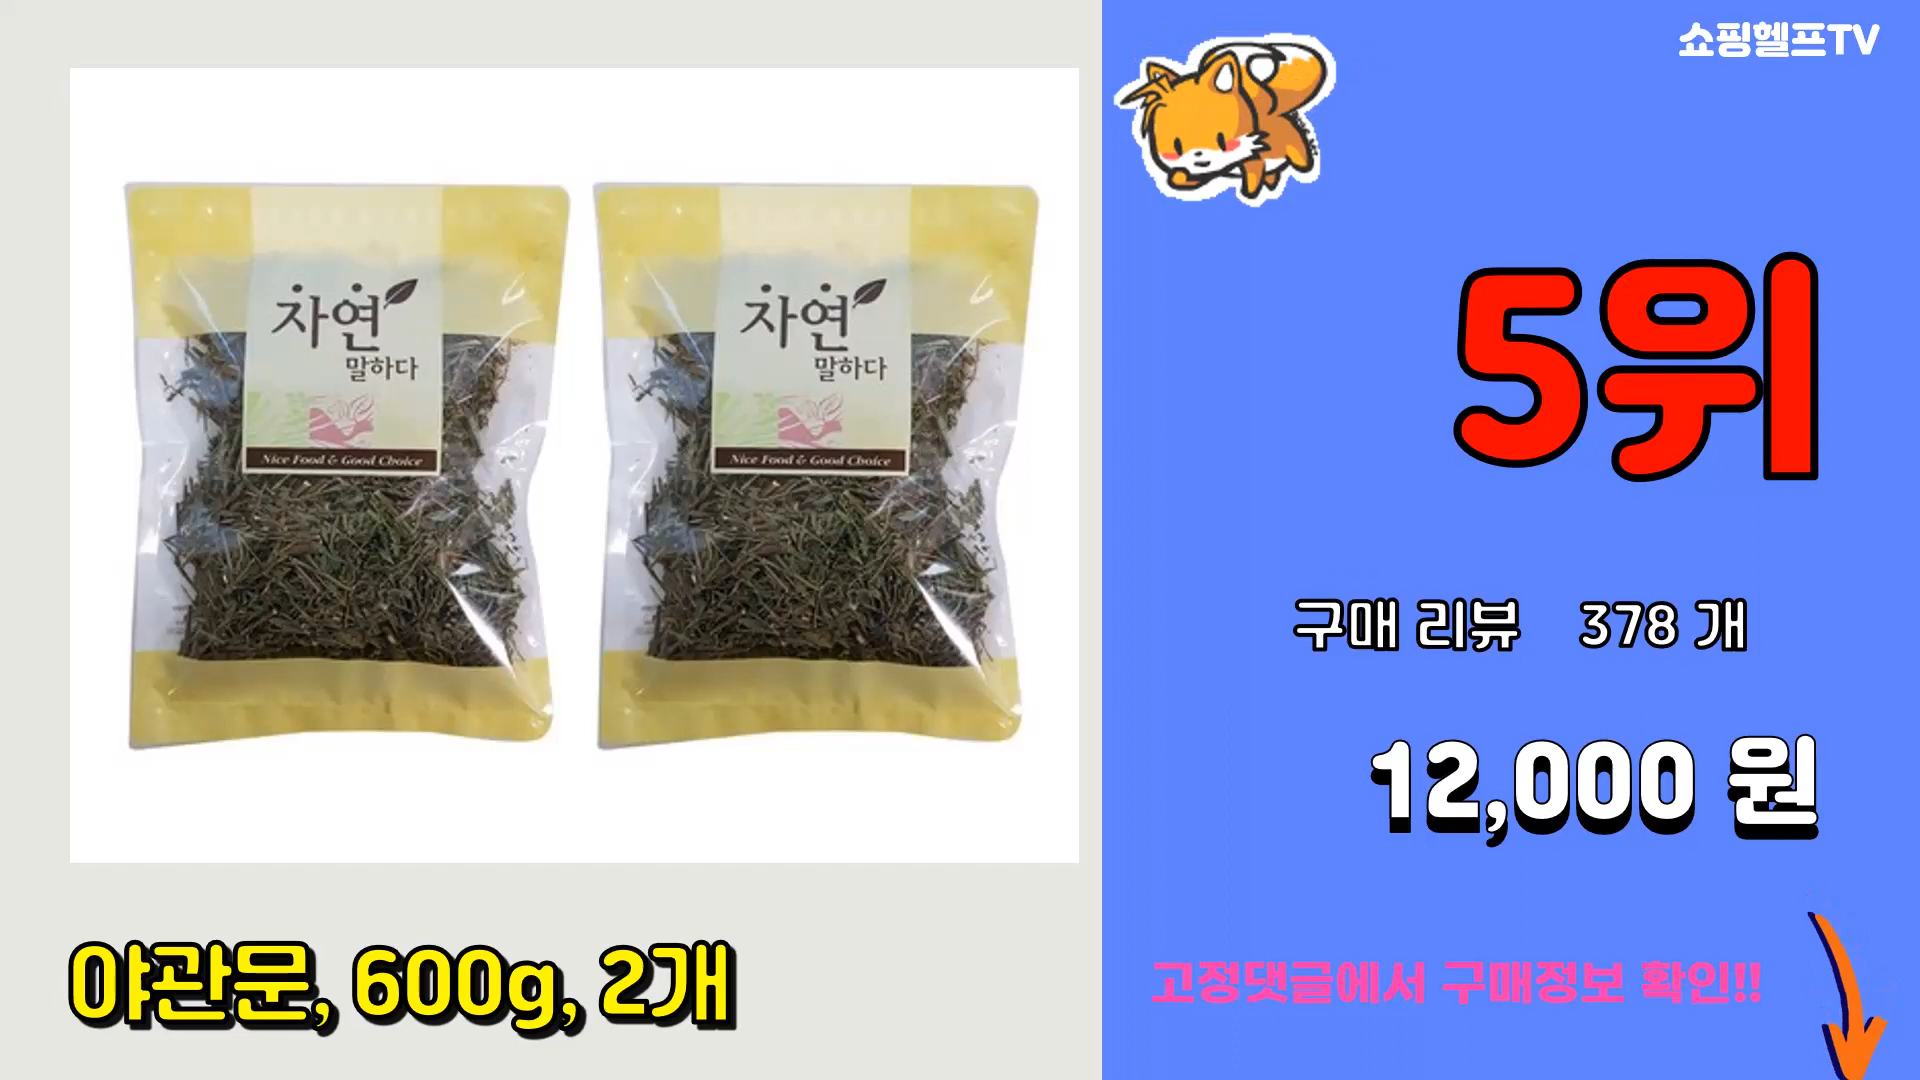 쇼핑헬프TV
자연
말하다
Nice Food & Good Choice
자연
말하다
Nice Food & Good Choice
5위
구매 리뷰 378 개
12,000 원
야관문, 600g, 2개
고정댓글에서 구매정보 확인!!